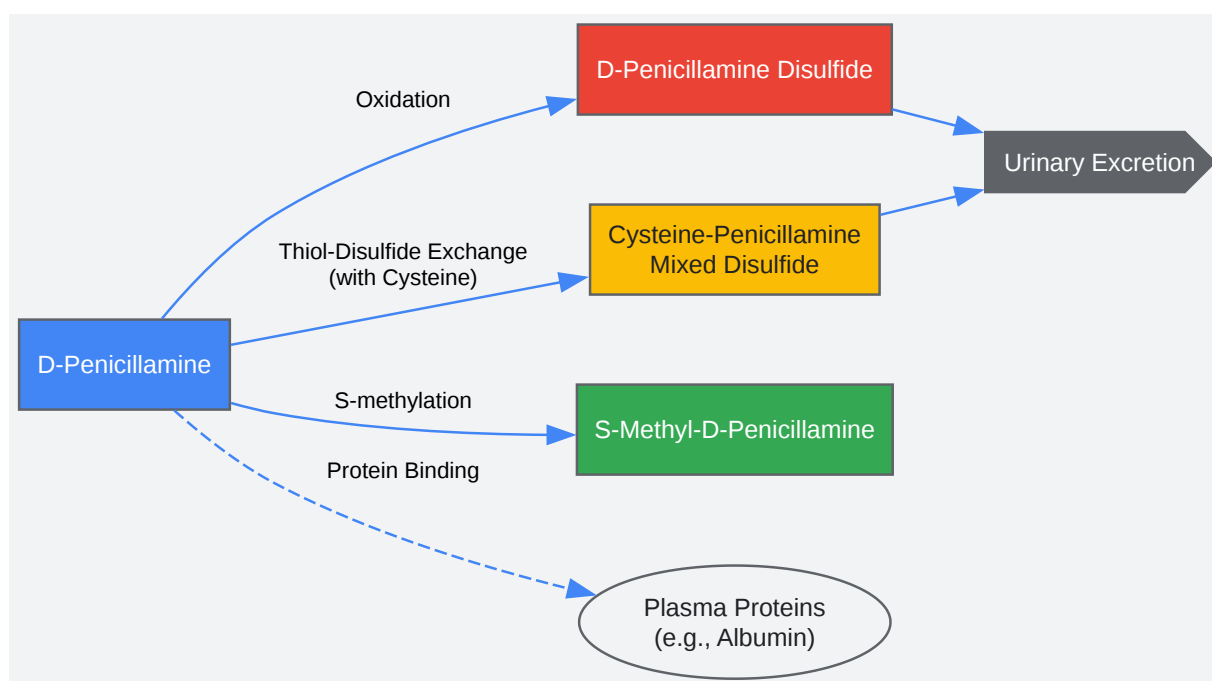 D-Penicillamine Disulfide
Oxidation
Urinary Excretion
Thiol-Disulfide Exchange
(with Cysteine)
Cysteine-Penicillamine
Mixed Disulfide
D-Penicillamine
S-methylation
S-Methyl-D-Penicillamine
Protein Binding
Plasma Proteins
(e.g., Albumin)